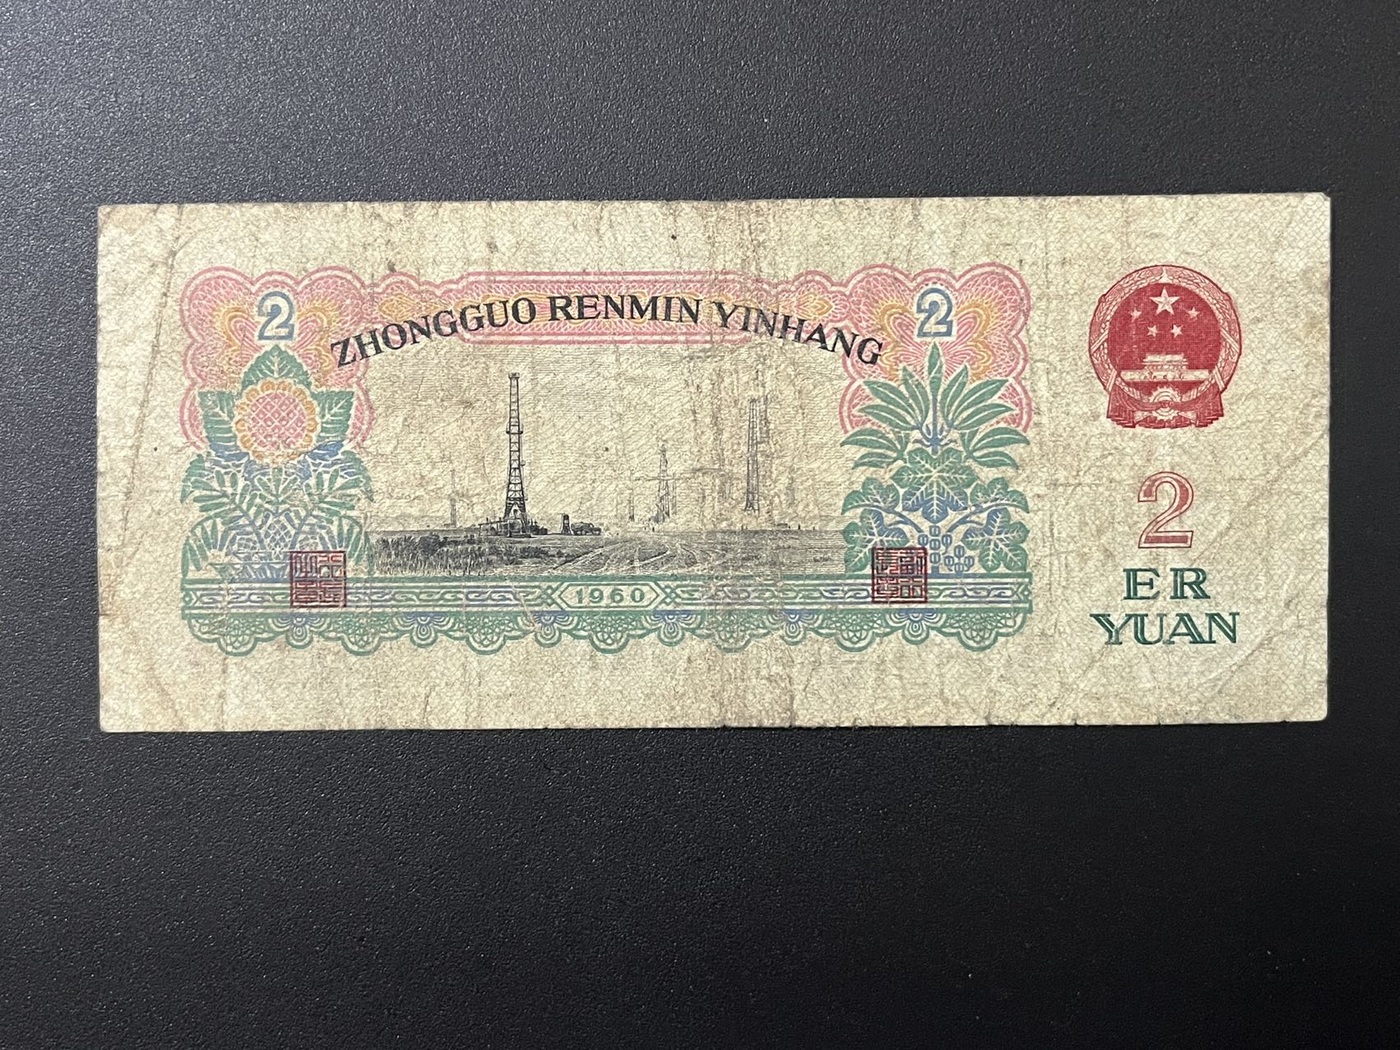 2
ZHONGGUO RENMIN YINHANG
2
1960
2
ER
YUAN